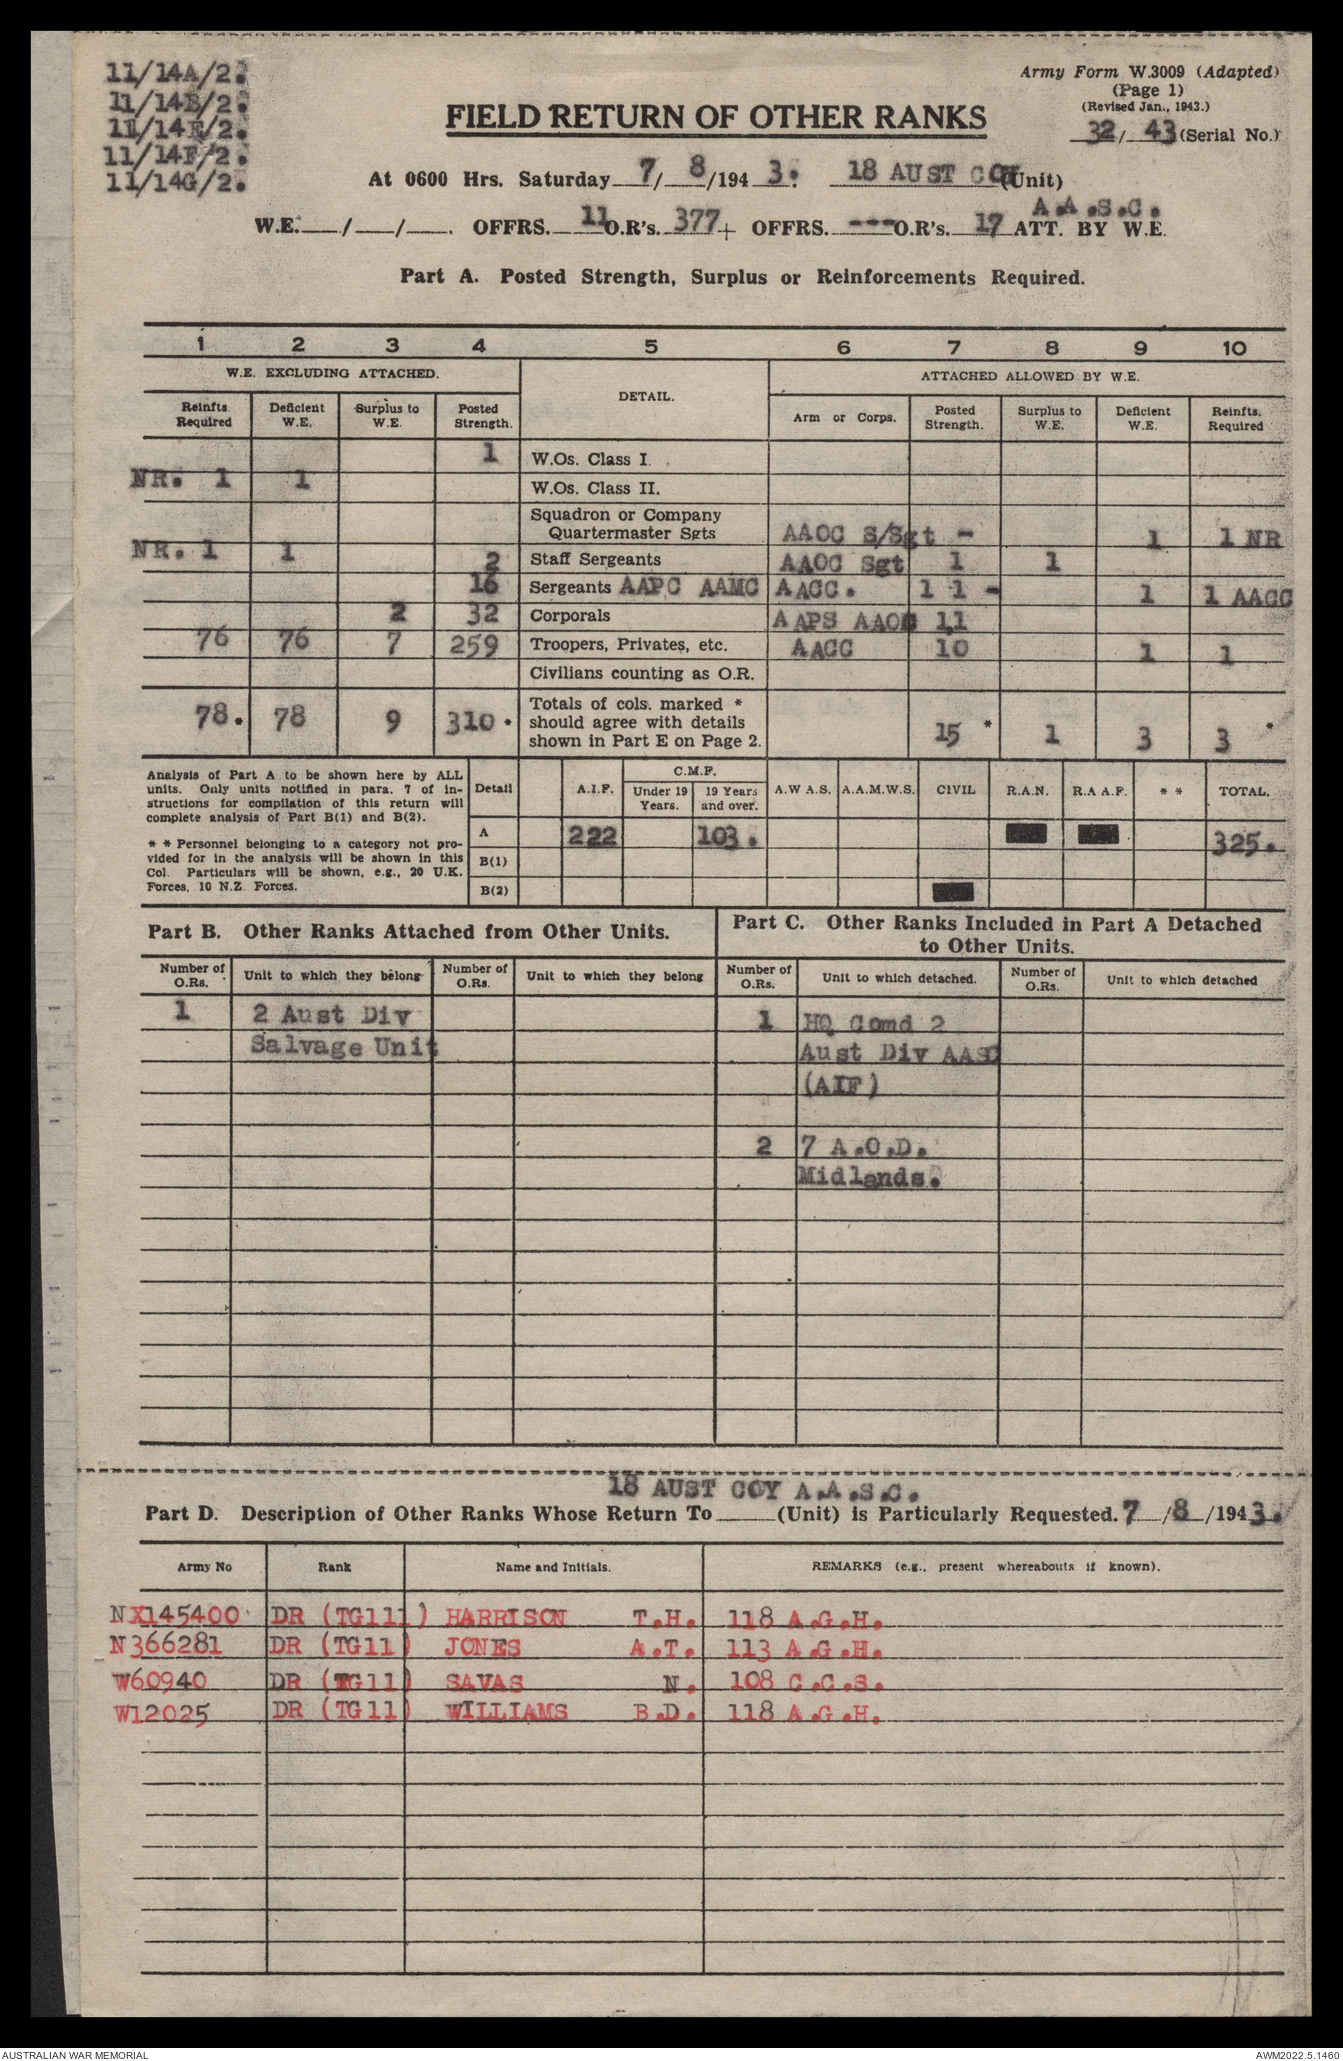 11/14A/2.
11/14B/2.
11/14E/2.
11/14F/2.
11/14G/2.
Army Form W.3009 (Adapted)
(Page 1)
(Revised Jan., 1943.)
32/ 43 (Serial No.)
FIELD RETURN OF OTHER RANKS
At 0600 Hrs. Saturday 7/ 8/194 3. 18 AUST COY (Unit)
A.A.S.C.
W.E. / / . OFFRS. 11 O.R's. 377 + OFFRS. --- O.R's. 17 ATT. BY W.E.
Part A. Posted Strength, Surplus or Reinforcements Required.
1 2 3 4 5 6 7 8 9 10
W.E. EXCLUDING ATTACHED. DETAIL. ATTACHED ALLOWED BY W.E.
Reinfts Required Deficient W.E. Surplus to W.E. Posted Strength. Arm or Corps. Posted Strength. Surplus to W.E. Deficient W.E. Reinfts. Required
1 W.Os. Class I.
NR. 1 1 W.Os. Class II.
Squadron or Company
Quartermaster Sgts AAOC S/Sgt - 1 1 NR
NR. 1 1 2 Staff Sergeants AAOC Sgt 1 1
16 Sergeants AAPC AAMC AACC. 1 1 - 1 1 AACC
2 32 Corporals AAPS AAOC 11
76 76 7 259 Troopers, Privates, etc. AACC 10 1 1
Civilians counting as O.R.
78. 78 9 310. Totals of cols. marked *
should agree with details
shown in Part E on Page 2. 15 * 1 3 3 *
Analysis of Part A to be shown here by ALL
units. Only units notified in para. 7 of in-
structions for compilation of this return will
complete analysis of Part B(1) and B(2).
* * Personnel belonging to a category not pro-
vided for in the analysis will be shown in this
Col. Particulars will be shown, e.g., 20 U.K.
Forces, 10 N.Z. Forces.
Detail A.I.F. C.M.F. Under 19 Years. 19 Years and over. A.W.A.S. A.A.M.W.S. CIVIL R.A.N. R.A.A.F. * * TOTAL.
A 222 103. 325.
B(1)
B(2)
Part B. Other Ranks Attached from Other Units.
Part C. Other Ranks Included in Part A Detached
to Other Units.
Number of O.Rs. Unit to which they belong Number of O.Rs. Unit to which they belong Number of O.Rs. Unit to which detached. Number of O.Rs. Unit to which detached
1 2 Aust Div 1 HQ Comd 2
Salvage Unit Aust Div AASC
(AIF)
2 7 A.O.D.
Midlands.
18 AUST COY A.A.S.C.
Part D. Description of Other Ranks Whose Return To (Unit) is Particularly Requested. 7 /8 /1943.
Army No Rank Name and Initials. REMARKS (e.g., present whereabouts if known).
NX145400 DR (TG111) HARRISON T.H. 118 A.G.H.
N366281 DR (TG11) JONES A.T. 113 A.G.H.
W60940 DR (TG11) SAVAS N. 108 C.C.S.
W12025 DR (TG11) WILLIAMS B.D. 118 A.G.H.
AUSTRALIAN WAR MEMORIAL AWM2022.5.1460